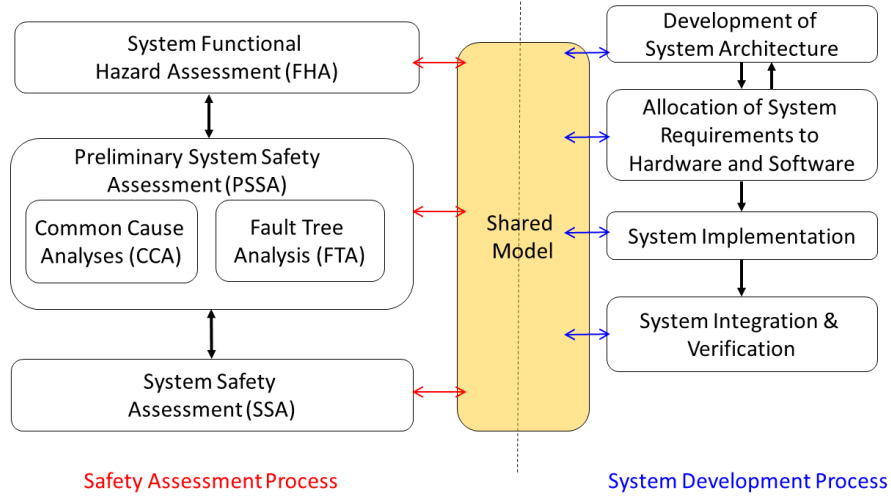 System Functional
Hazard Assessment (FHA)
Preliminary System Safety
Assessment (PSSA)
Common Cause
Analyses (CCA)
Fault Tree
Analysis (FTA)
System Safety
Assessment (SSA)
Safety Assessment Process
Shared
Model
Development of
System Architecture
Allocation of System
Requirements to
Hardware and Software
System Implementation
System Integration &
Verification
System Development Process